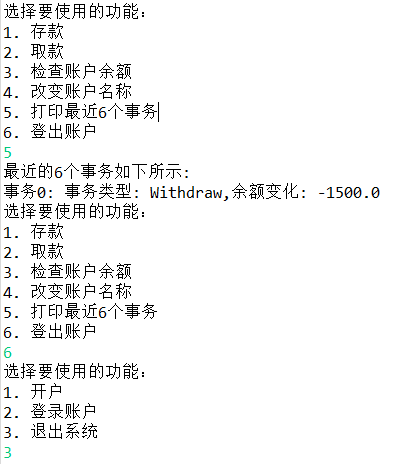 选择要使用的功能：
1. 存款
2. 取款
3. 检查账户余额
4. 改变账户名称
5. 打印最近6个事务
6. 登出账户
5
最近的6个事务如下所示:
事务0: 事务类型: Withdraw,余额变化: -1500.0
选择要使用的功能：
1. 存款
2. 取款
3. 检查账户余额
4. 改变账户名称
5. 打印最近6个事务
6. 登出账户
6
选择要使用的功能：
1. 开户
2. 登录账户
3. 退出系统
3